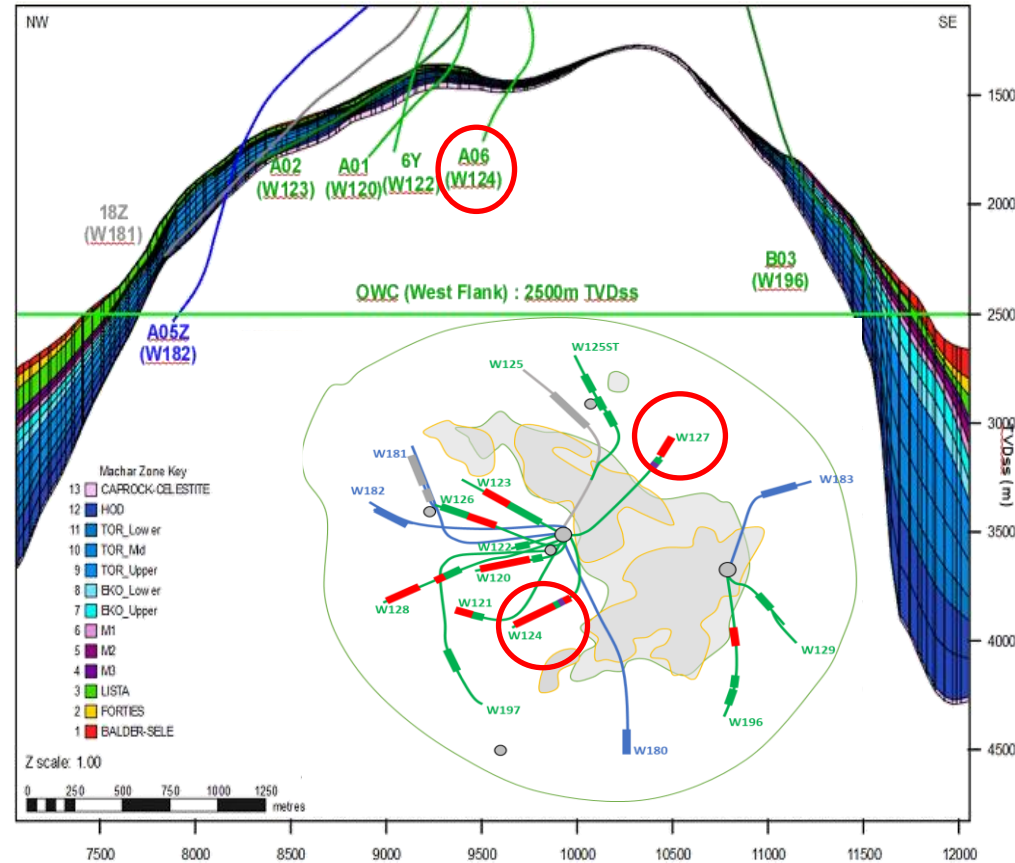 NW
SE
1500
2000
2500
3000
3500
4000
4500
TVDss (m)
A02
(W123)
A01
(W120)
6Y
(W122)
A06
(W124)
18Z
(W181)
B03
(W196)
OWC (West Flank) : 2500m TVDss
A05Z
(W182)
W125
W125ST
W127
W181
W182
W123
W126
W183
W122
W120
W128
W121
W124
W129
W197
W196
W180
Machar Zone Key
13 CAPROCK-CELESTITE
12 HOD
11 TOR_Lower
10 TOR_Mid
9 TOR_Upper
8 EKO_Lower
7 EKO_Upper
6 M1
5 M2
4 M3
3 LISTA
2 FORTIES
1 BALDER-SELE
Z scale: 1.00
0 250 500 750 1000 1250
metres
7500 8000 8500 9000 9500 10000 10500 11000 11500 12000